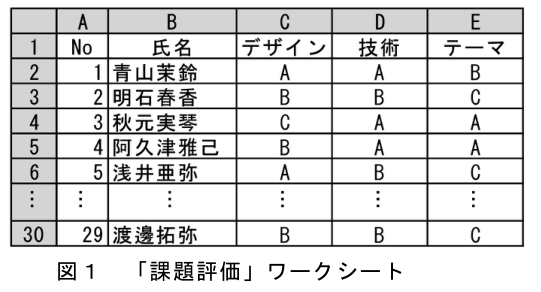 A B C D E
1 No 氏名 デザイン 技術 テーマ
2 1 青山茉鈴 A A B
3 2 明石春香 B B C
4 3 秋元実琴 C A A
5 4 阿久津雅己 B A A
6 5 浅井亜弥 A B C
⋮ ⋮ ⋮ ⋮ ⋮ ⋮
30 29 渡邊拓弥 B B C
図1 「課題評価」ワークシート